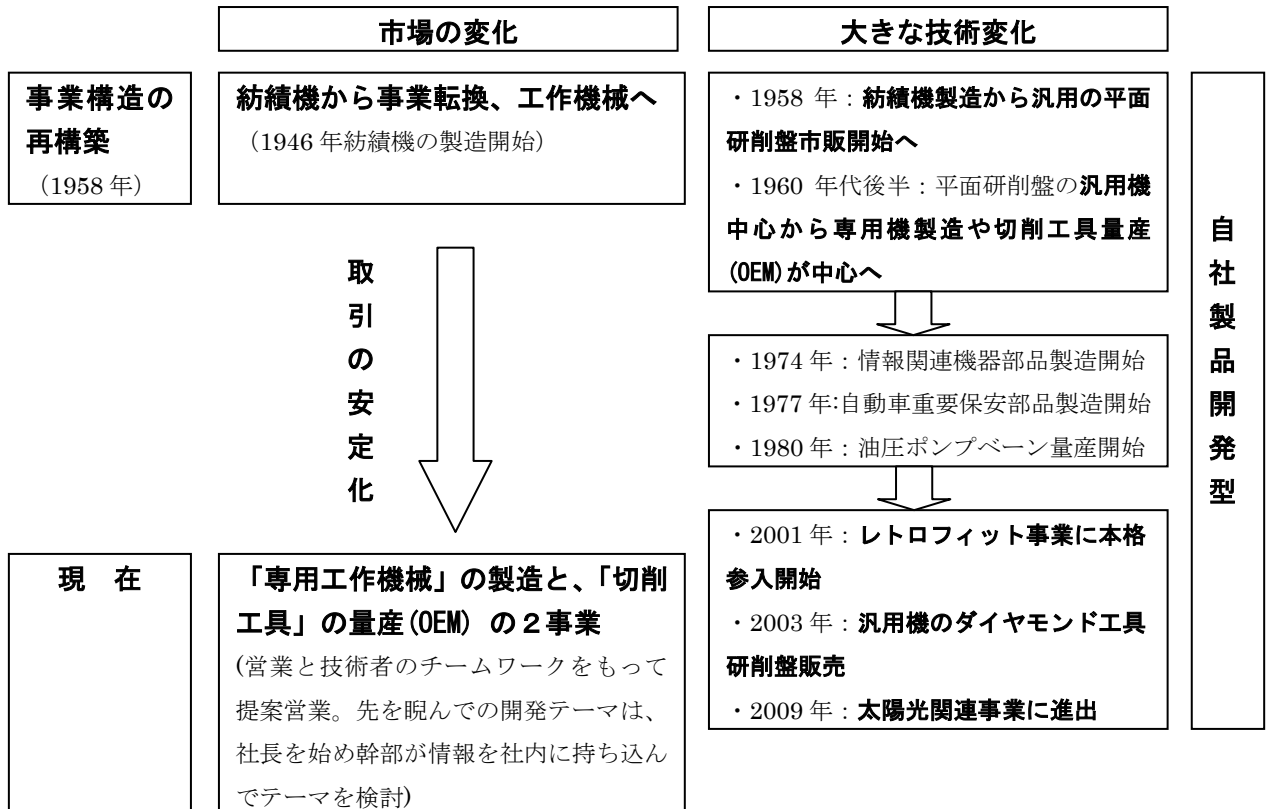 市場の変化
大きな技術変化
事業構造の
再構築
（1958 年）
紡績機から事業転換、工作機械へ
（1946 年紡績機の製造開始）
・1958 年：紡績機製造から汎用の平面
研削盤市販開始へ
・1960 年代後半：平面研削盤の汎用機
中心から専用機製造や切削工具量産
(OEM)が中心へ
取引の安定化
・1974 年：情報関連機器部品製造開始
・1977 年:自動車重要保安部品製造開始
・1980 年：油圧ポンプベーン量産開始
・2001 年：レトロフィット事業に本格
参入開始
・2003 年：汎用機のダイヤモンド工具
研削盤販売
・2009 年：太陽光関連事業に進出
自社製品開発型
現　在
「専用工作機械」の製造と、「切削
工具」の量産(OEM) の２事業
(営業と技術者のチームワークをもって
提案営業。先を睨んでの開発テーマは、
社長を始め幹部が情報を社内に持ち込ん
でテーマを検討)